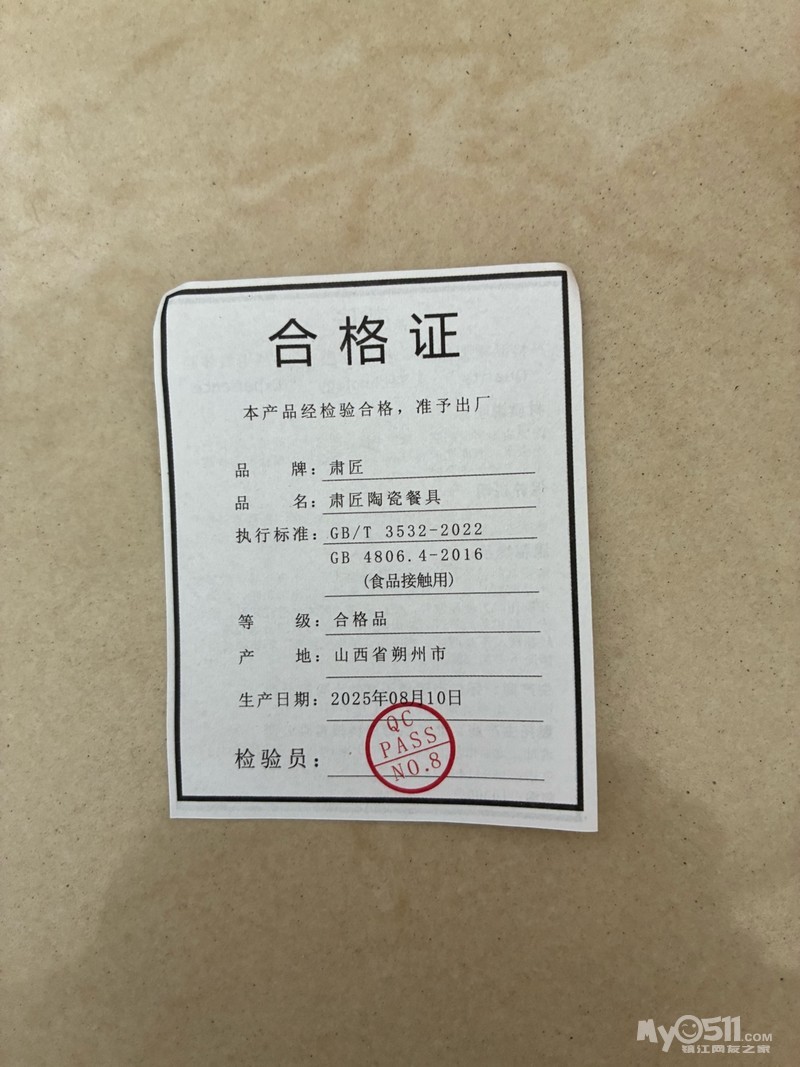 合格证
本产品经检验合格，准予出厂
品　　牌：肃匠
品　　名：肃匠陶瓷餐具
执行标准：GB/T 3532-2022
GB 4806.4-2016
(食品接触用)
等　　级：合格品
产　　地：山西省朔州市
生产日期：2025年08月10日
检验员：
QC
PASS
NO.8
My0511.COM
镇江网友之家